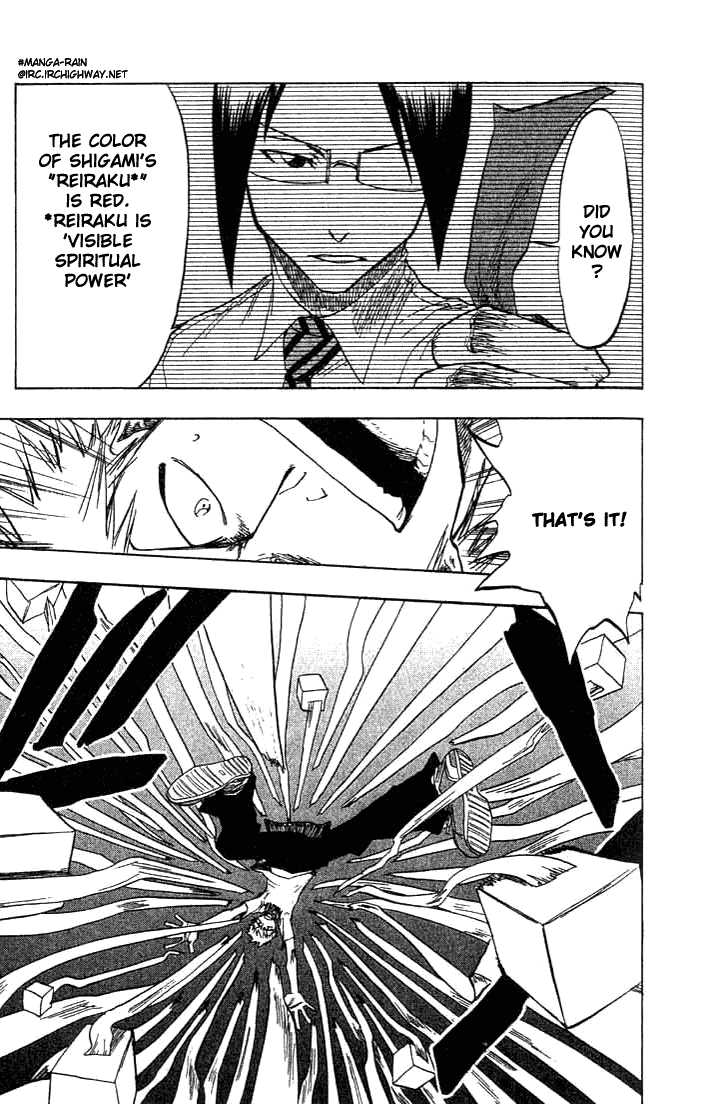 #MANGA-RAIN
@IRC.IRCHIGHWAY.NET
DID
YOU
KNOW
?
THE COLOR
OF SHIGAMI'S
"REIRAKU*"
IS RED.
*REIRAKU IS
'VISIBLE
SPIRITUAL
POWER'
THAT'S IT!